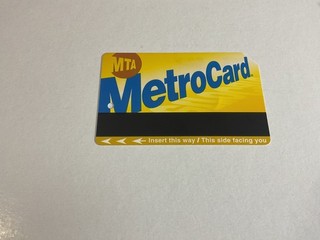 MTA
MetroCard
Insert this way / This side facing you